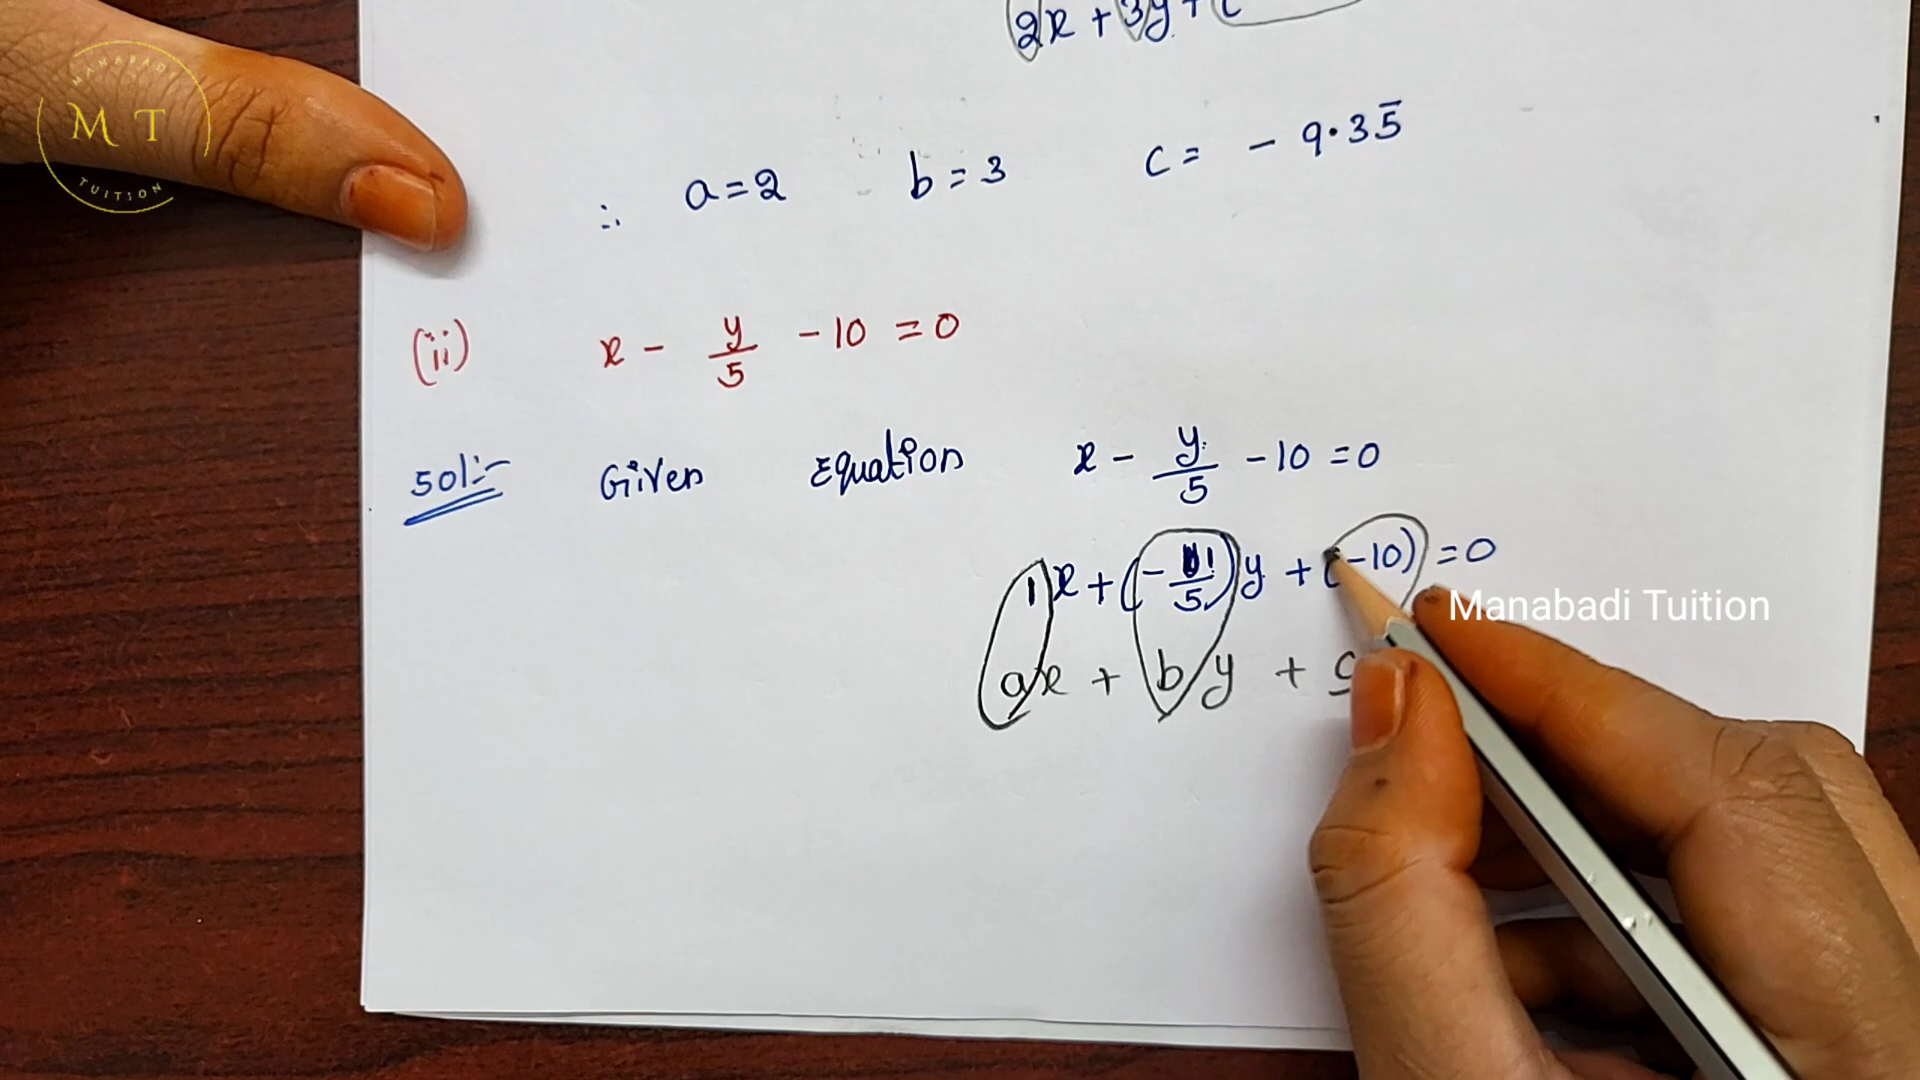 MANABADI
M T
TUITION
2x + 3y +
∴ a = 2 b = 3 c = - 9.35̅
(ii) x - y/5 - 10 = 0
Sol:- Given Equation x - y/5 - 10 = 0
1x + (-1/5)y + (-10) = 0
Manabadi Tuition
ax + by + c